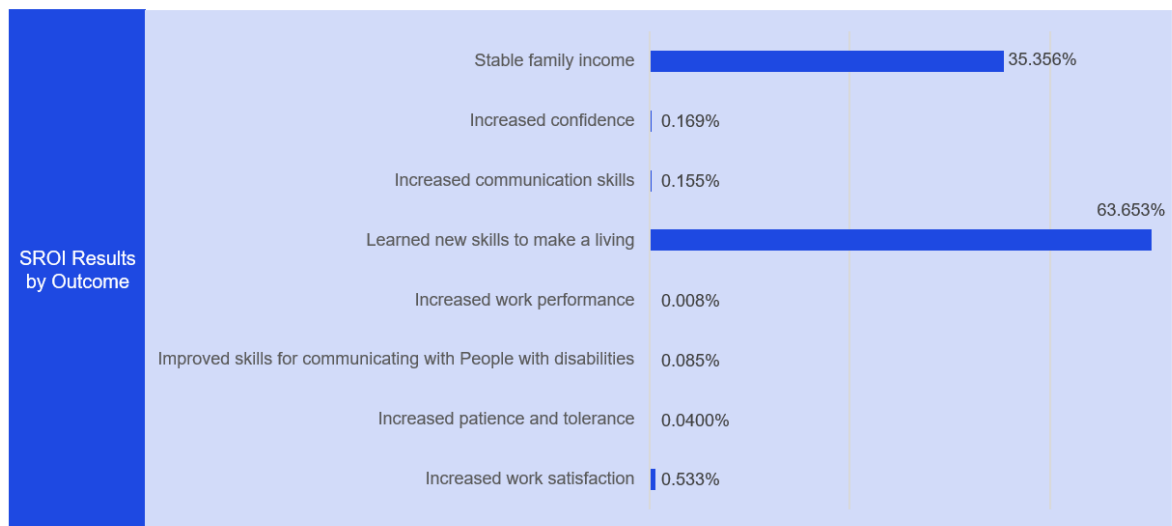 SROI Results
by Outcome
Stable family income 35.356%
Increased confidence 0.169%
Increased communication skills 0.155%
Learned new skills to make a living 63.653%
Increased work performance 0.008%
Improved skills for communicating with People with disabilities 0.085%
Increased patience and tolerance 0.0400%
Increased work satisfaction 0.533%